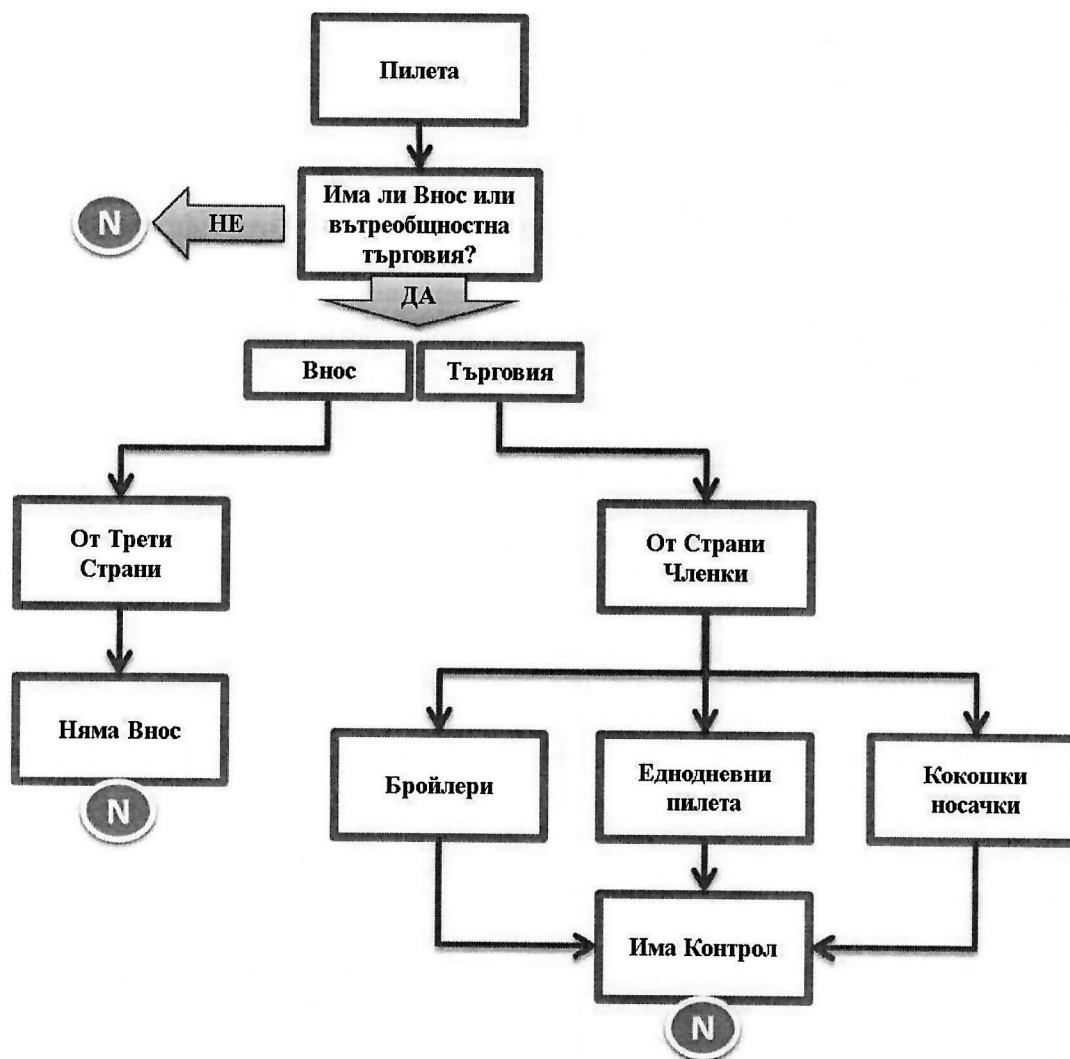 Пилета
Има ли Внос или
вътреобщностна
търговия?
НЕ
N
ДА
Внос
Търговия
От Трети
Страни
От Страни
Членки
Няма Внос
N
Бройлери
Еднодневни
пилета
Кокошки
носачки
Има Контрол
N